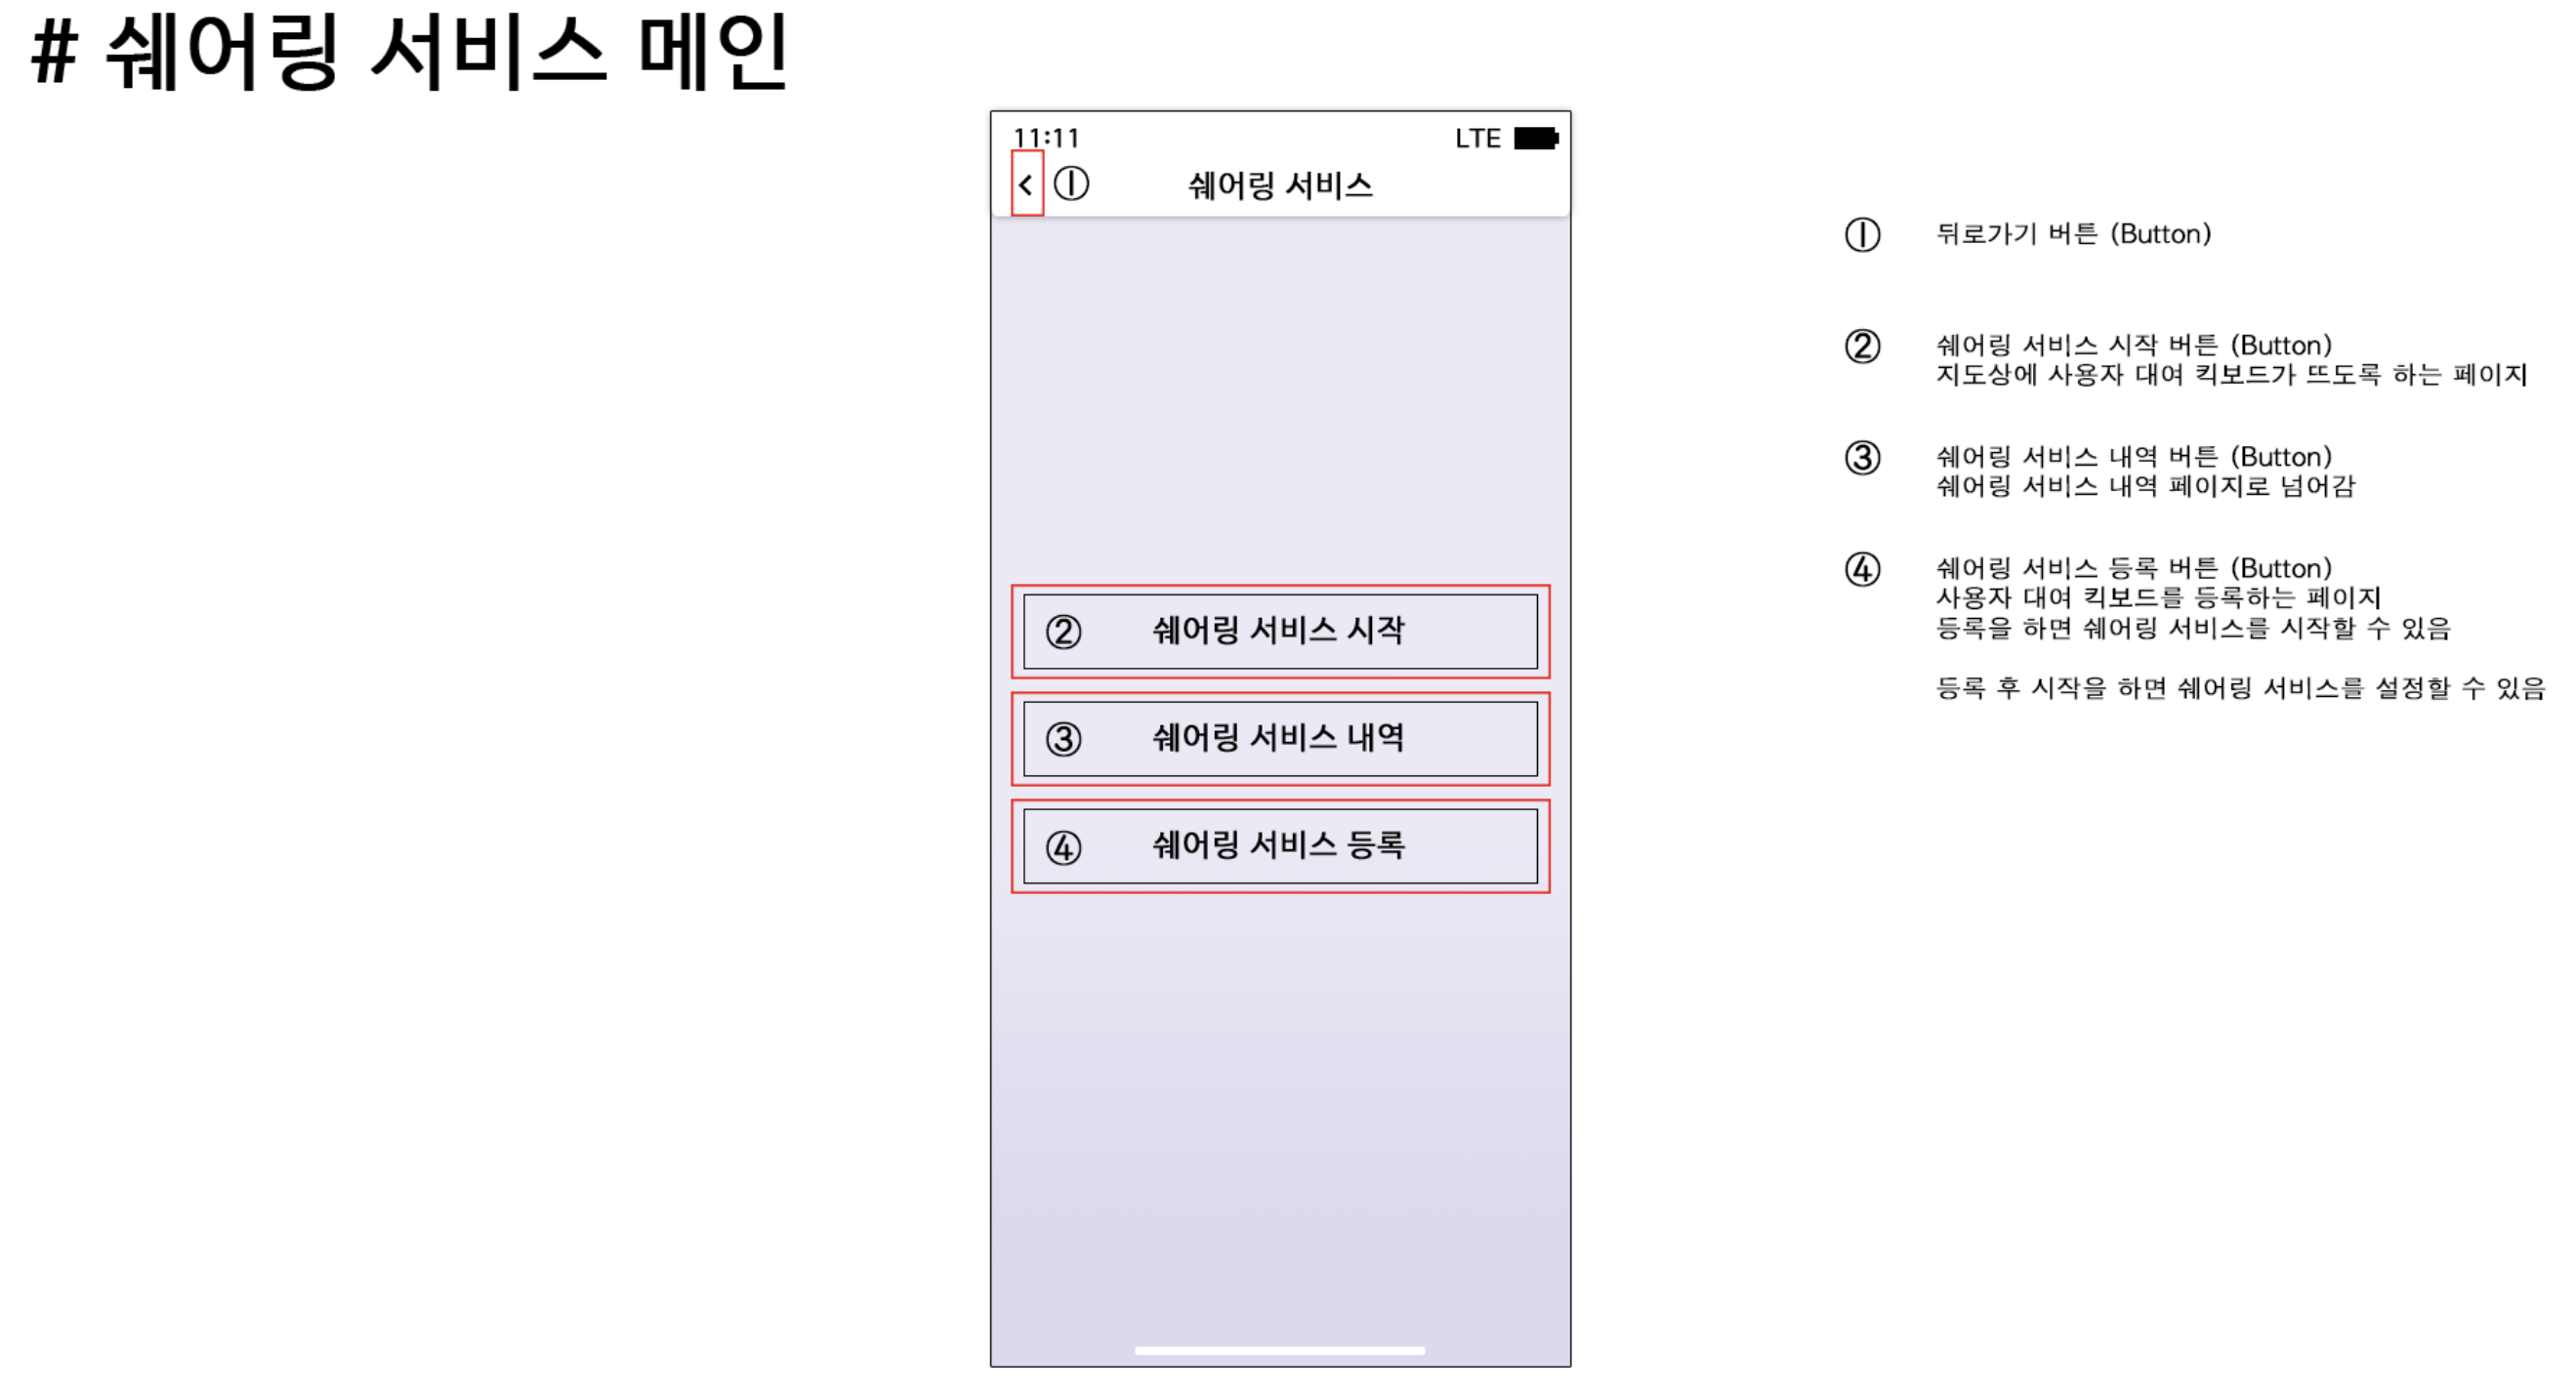 # 쉐어링 서비스 메인
11:11 LTE
< ① 쉐어링 서비스
② 쉐어링 서비스 시작
③ 쉐어링 서비스 내역
④ 쉐어링 서비스 등록
① 뒤로가기 버튼 (Button)
② 쉐어링 서비스 시작 버튼 (Button)
지도상에 사용자 대여 킥보드가 뜨도록 하는 페이지
③ 쉐어링 서비스 내역 버튼 (Button)
쉐어링 서비스 내역 페이지로 넘어감
④ 쉐어링 서비스 등록 버튼 (Button)
사용자 대여 킥보드를 등록하는 페이지
등록을 하면 쉐어링 서비스를 시작할 수 있음
등록 후 시작을 하면 쉐어링 서비스를 설정할 수 있음